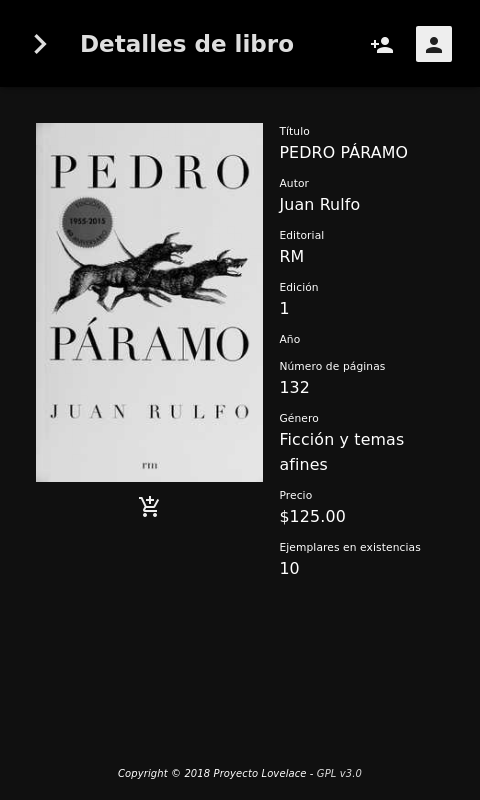 Detalles de libro
PEDRO
EDICIÓN
1955-2015
PÁRAMO
JUAN RULFO
rm
Título
PEDRO PÁRAMO
Autor
Juan Rulfo
Editorial
RM
Edición
1
Año
Número de páginas
132
Género
Ficción y temas
afines
Precio
$125.00
Ejemplares en existencias
10
Copyright © 2018 Proyecto Lovelace - GPL v3.0